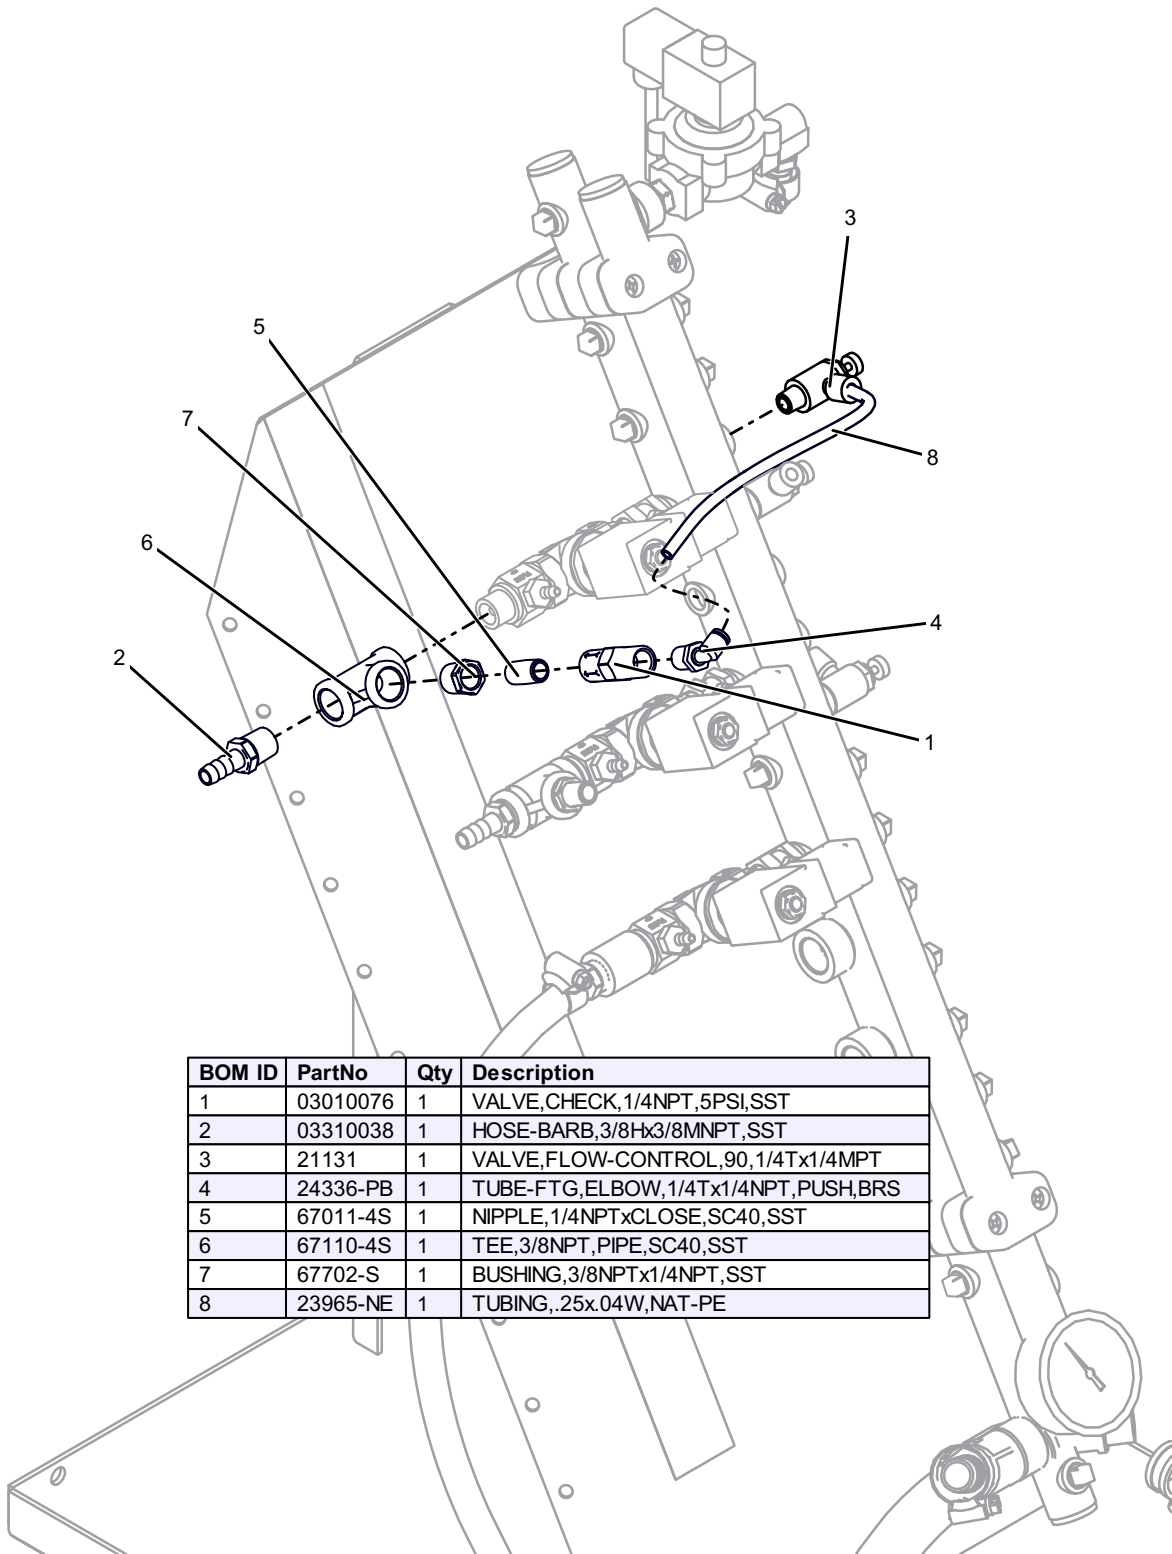 3
5
7
8
6
4
2
1
BOM ID PartNo Qty Description
1 03010076 1 VALVE,CHECK,1/4NPT,5PSI,SST
2 03310038 1 HOSE-BARB,3/8Hx3/8MNPT,SST
3 21131 1 VALVE,FLOW-CONTROL,90,1/4Tx1/4MPT
4 24336-PB 1 TUBE-FTG,ELBOW,1/4Tx1/4NPT,PUSH,BRS
5 67011-4S 1 NIPPLE,1/4NPTxCLOSE,SC40,SST
6 67110-4S 1 TEE,3/8NPT,PIPE,SC40,SST
7 67702-S 1 BUSHING,3/8NPTx1/4NPT,SST
8 23965-NE 1 TUBING,.25x.04W,NAT-PE